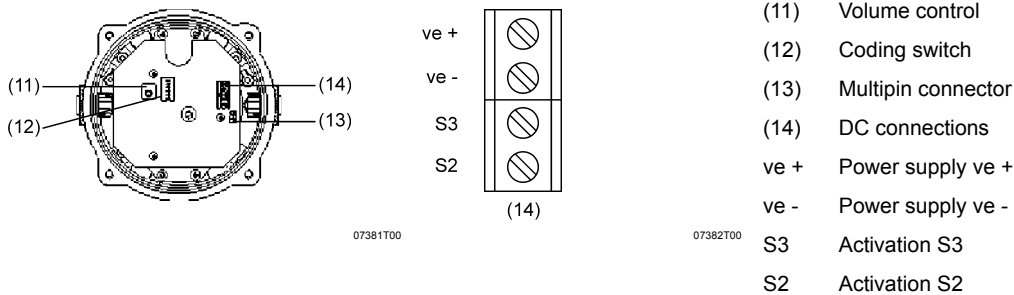 (11)
(12)
(14)
(13)
07381T00
ve +
ve -
S3
S2
(14)
07382T00
(11) Volume control
(12) Coding switch
(13) Multipin connector
(14) DC connections
ve + Power supply ve +
ve - Power supply ve -
S3 Activation S3
S2 Activation S2